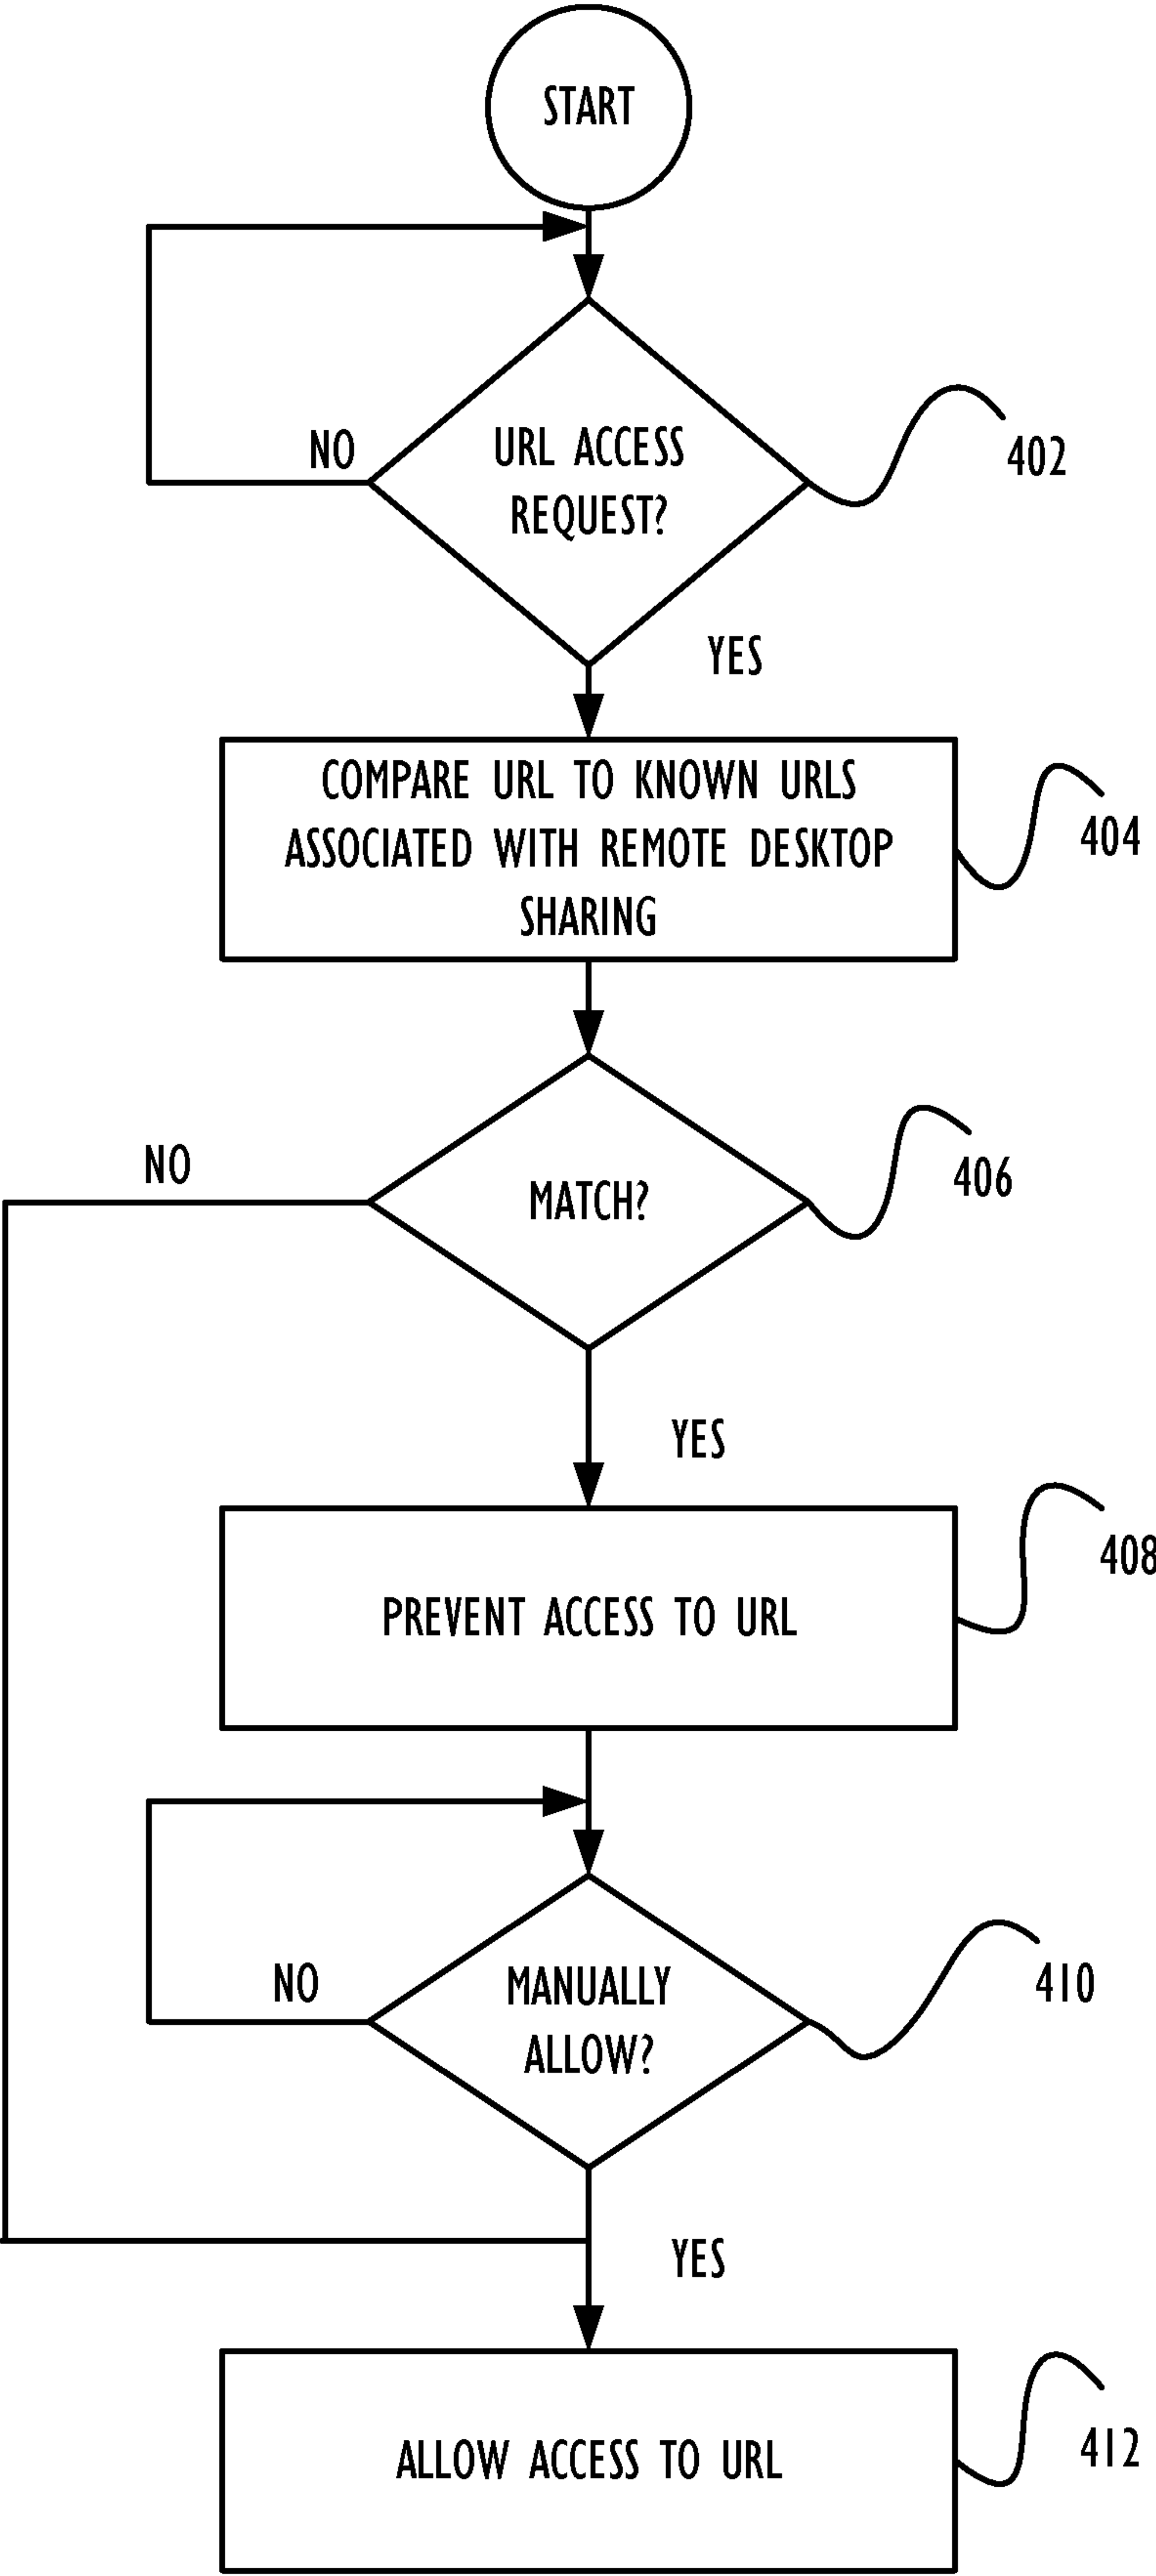 START
NO
URL ACCESS
REQUEST?
402
YES
COMPARE URL TO KNOWN URLS
ASSOCIATED WITH REMOTE DESKTOP
SHARING
404
NO
MATCH?
406
YES
PREVENT ACCESS TO URL
408
NO
MANUALLY
ALLOW?
410
YES
ALLOW ACCESS TO URL
412